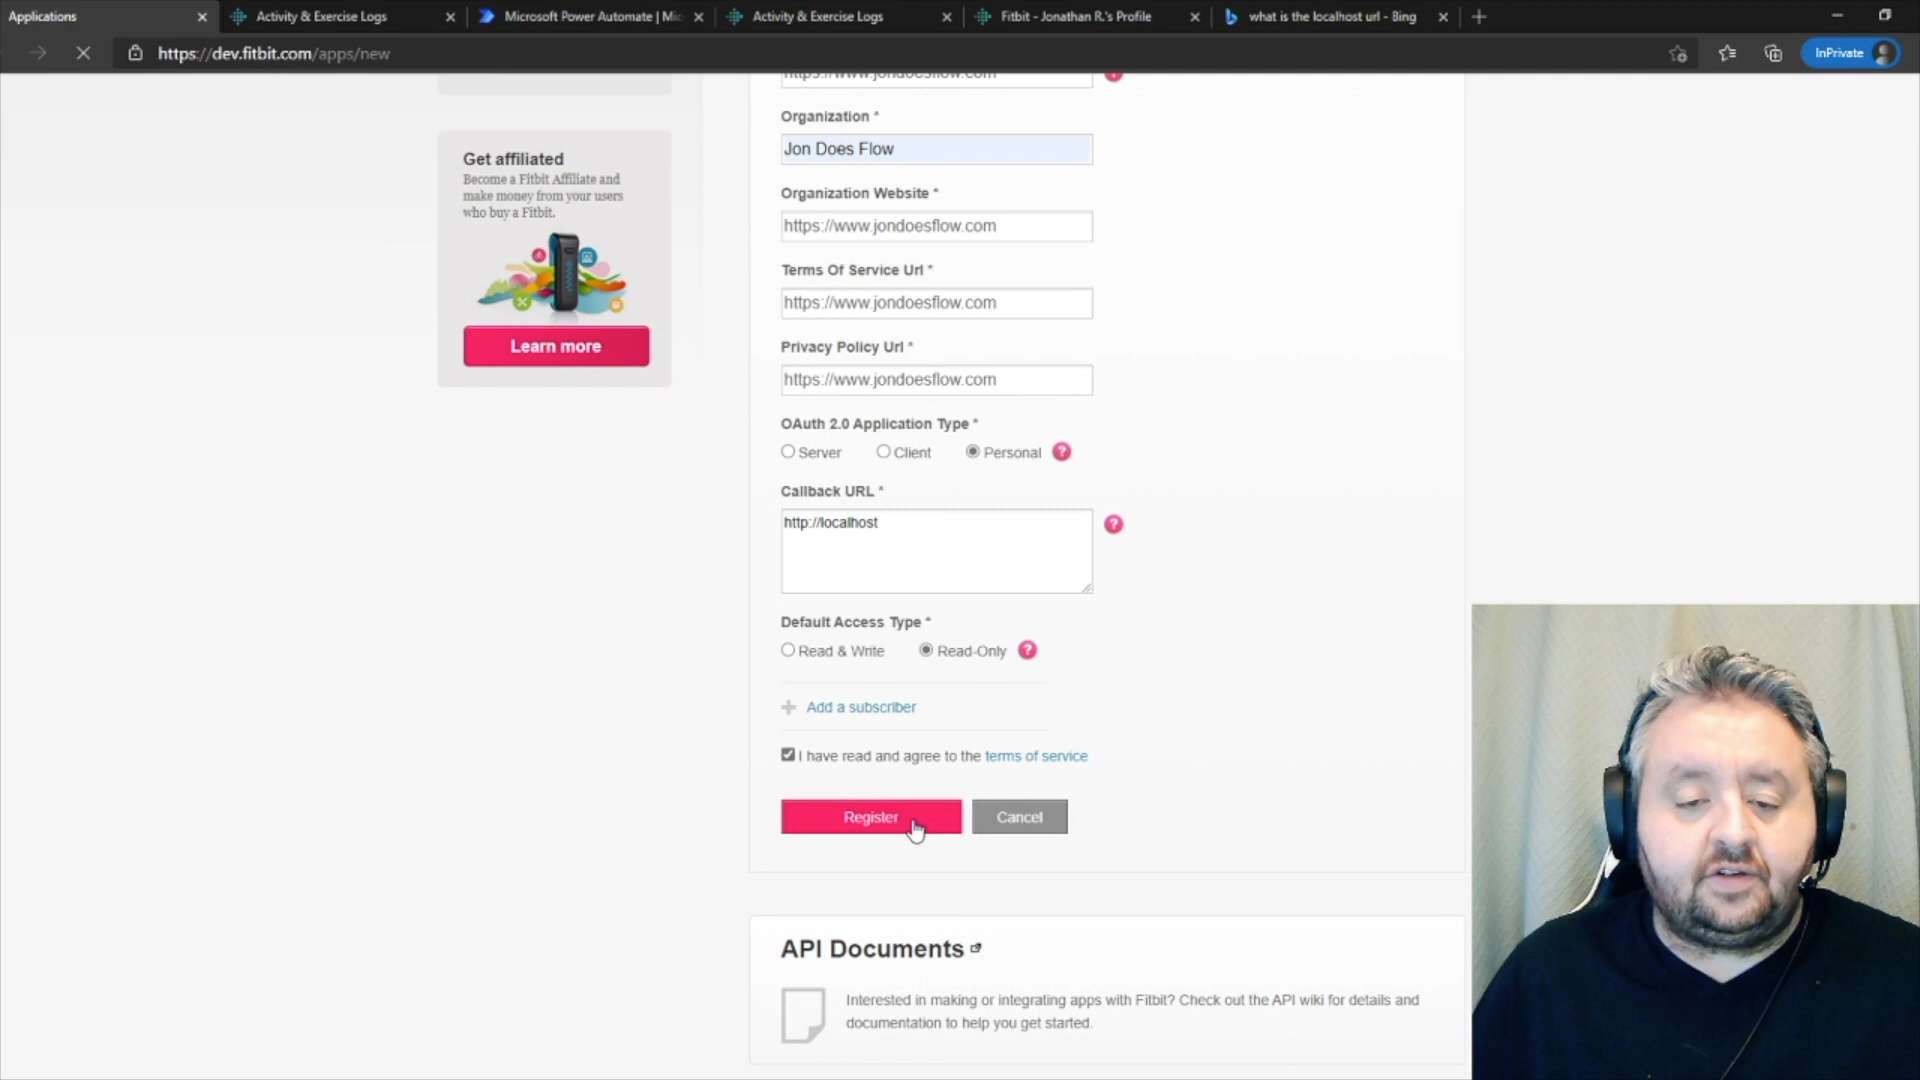 Applications
Activity & Exercise Logs
Microsoft Power Automate | Mic
Activity & Exercise Logs
Fitbit - Jonathan R.'s Profile
what is the localhost url - Bing
https://dev.fitbit.com/apps/new
InPrivate
https://www.jondoesflow.com
Organization *
Jon Does Flow
Organization Website *
https://www.jondoesflow.com
Terms Of Service Url *
https://www.jondoesflow.com
Privacy Policy Url *
https://www.jondoesflow.com
OAuth 2.0 Application Type *
Server Client Personal ?
Callback URL *
http://localhost
?
Default Access Type *
Read & Write Read-Only ?
Add a subscriber
I have read and agree to the terms of service
Register Cancel
API Documents
Interested in making or integrating apps with Fitbit? Check out the API wiki for details and
documentation to help you get started.
Get affiliated
Become a Fitbit Affiliate and
make money from your users
who buy a Fitbit.
Learn more